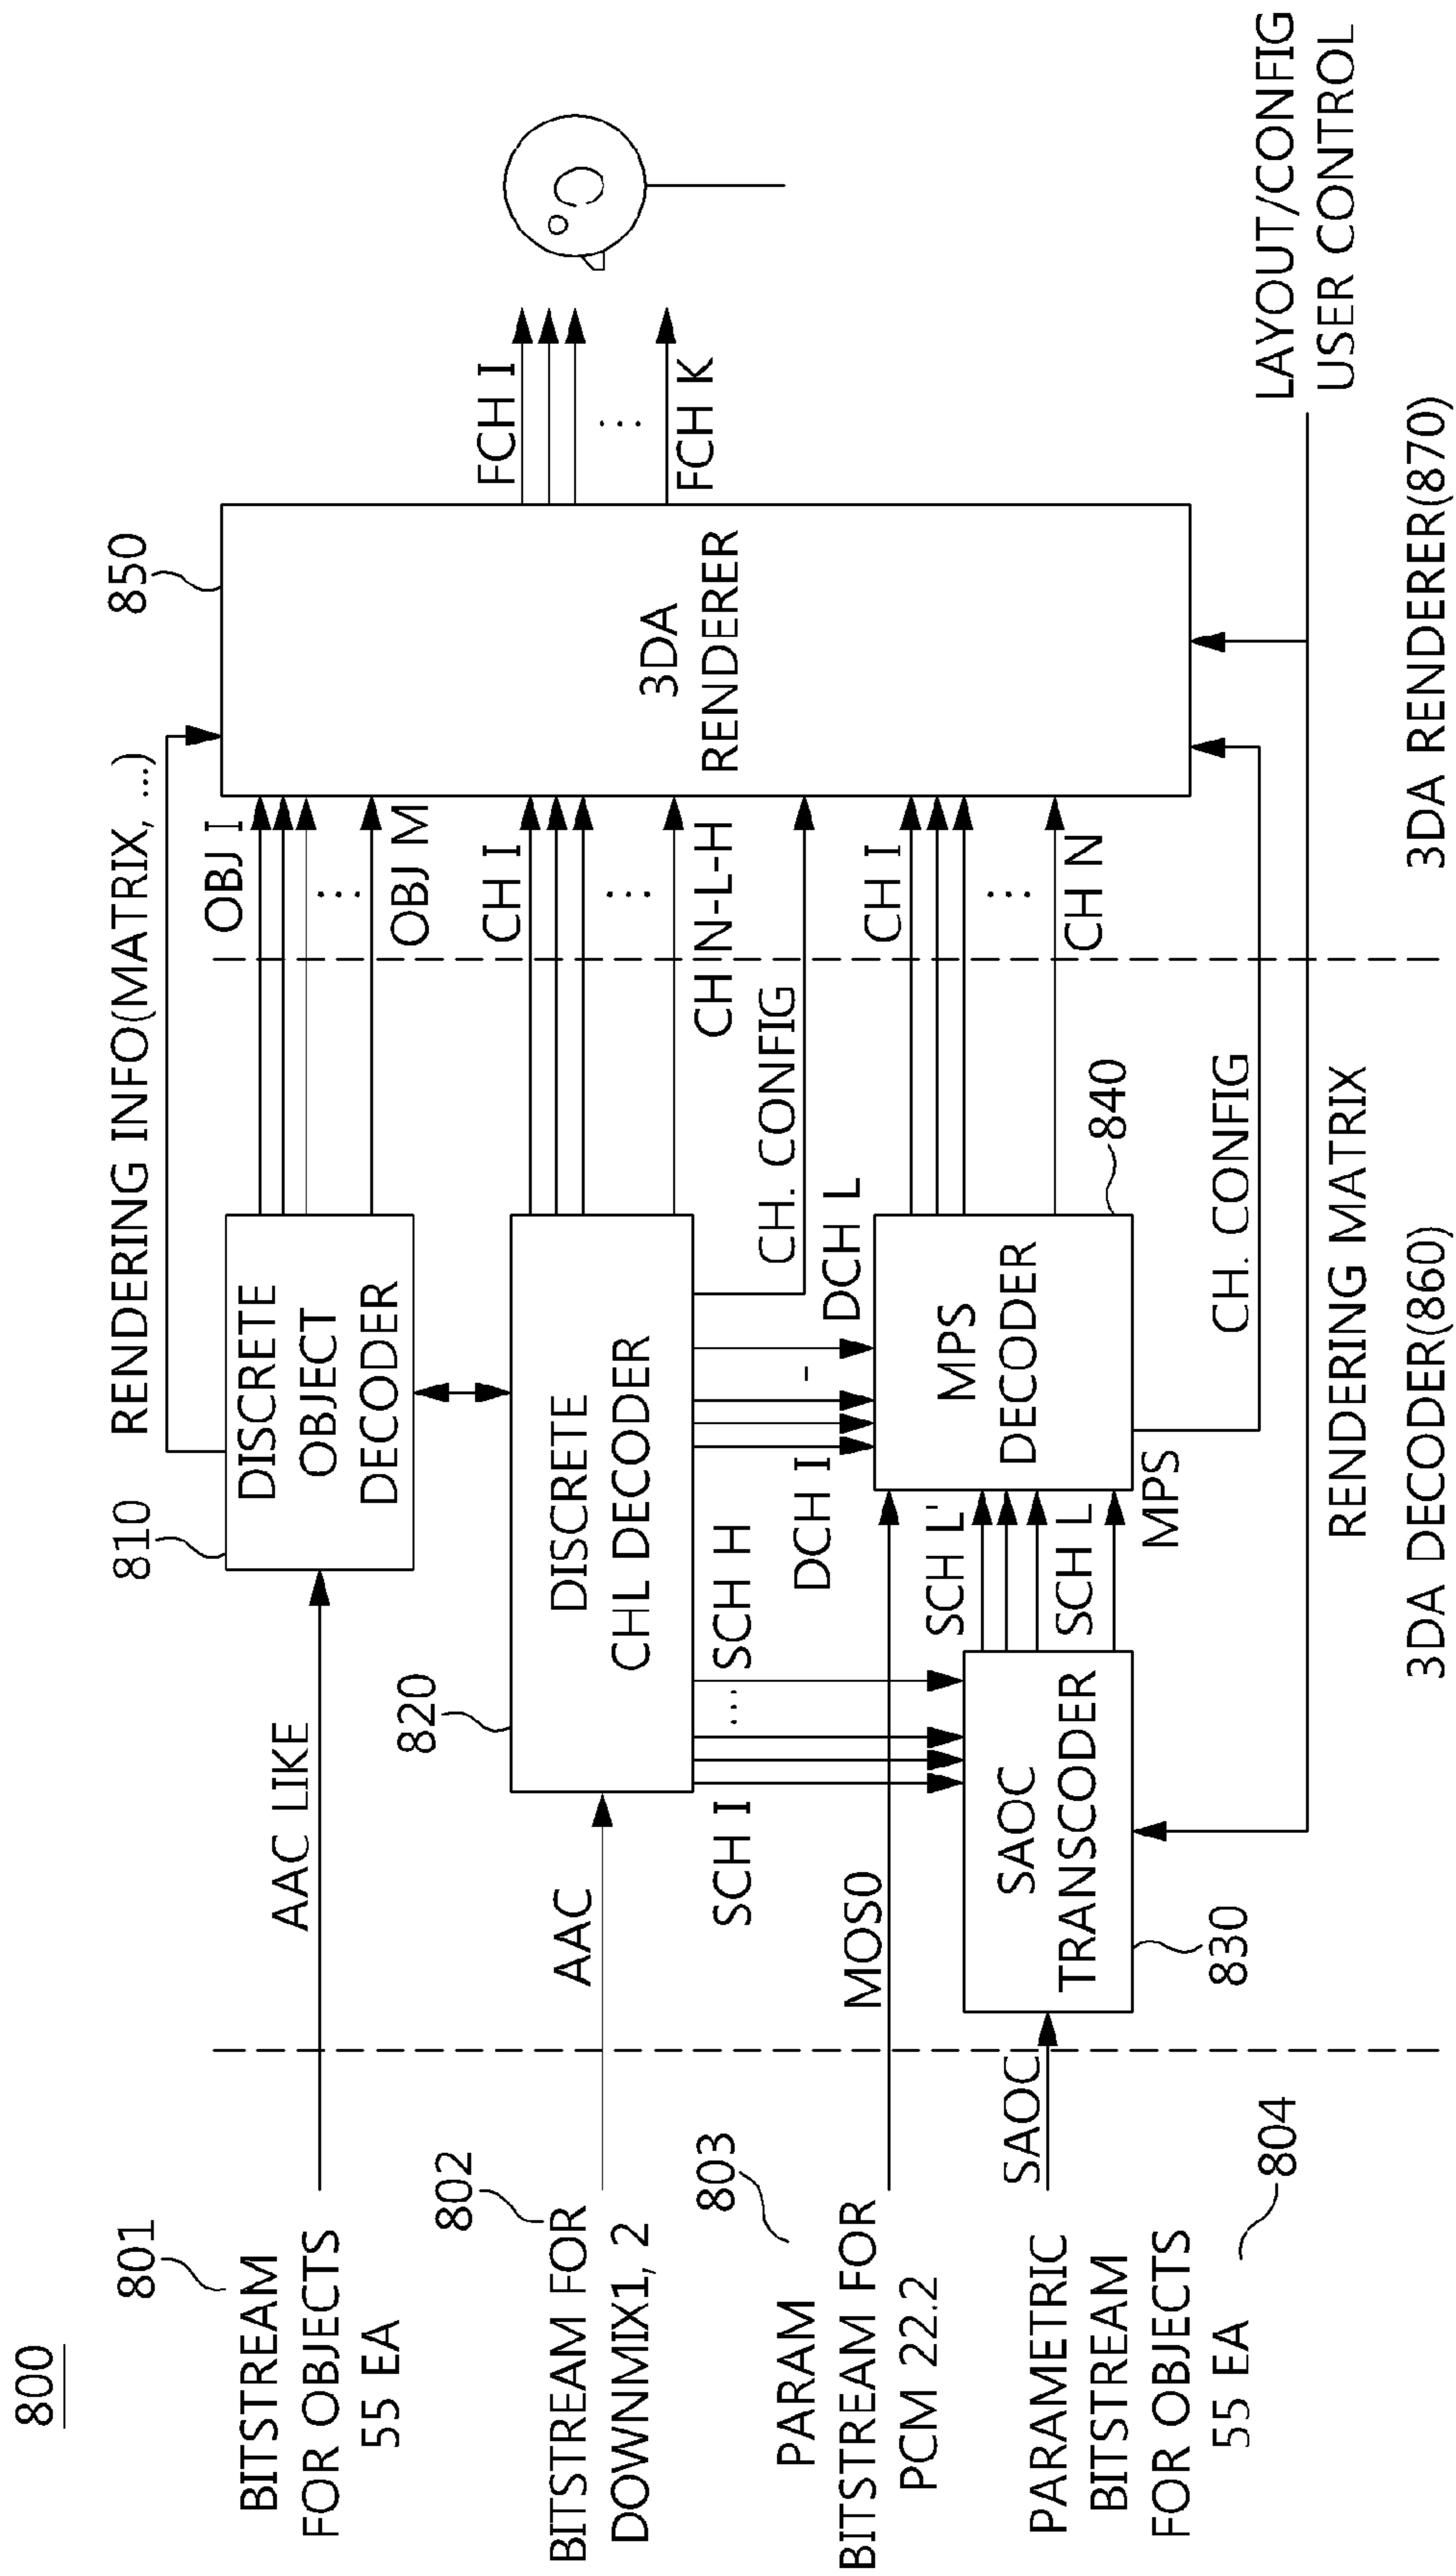 800
801
BITSTREAM
FOR OBJECTS
55 EA
802
BITSTREAM FOR
DOWNMIX1, 2
803
PARAM
BITSTREAM FOR
PCM 22.2
PARAMETRIC
BITSTREAM
FOR OBJECTS
55 EA
804
AAC LIKE
AAC
MOS0
SAOC
810
DISCRETE
OBJECT
DECODER
820
DISCRETE
CHL DECODER
SCH I
...
SCH H
830
SAOC
TRANSCODER
SCH L'
SCH L
MPS
DCH I
-
DCH L
MPS
DECODER
840
RENDERING INFO(MATRIX, ...)
OBJ I
...
OBJ M
CH I
...
CH N-L-H
CH. CONFIG
CH I
...
CH N
CH. CONFIG
RENDERING MATRIX
850
3DA
RENDERER
FCH I
...
FCH K
LAYOUT/CONFIG
USER CONTROL
3DA DECODER(860)
3DA RENDERER(870)